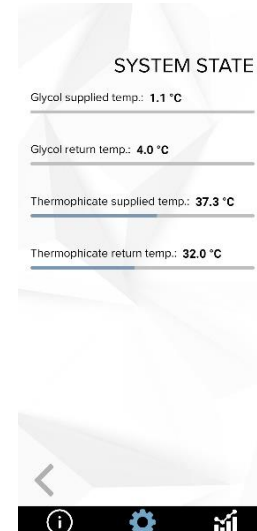 SYSTEM STATE
Glycol supplied temp.: 1.1 °C
Glycol return temp.: 4.0 °C
Thermophicate supplied temp.: 37.3 °C
Thermophicate return temp.: 32.0 °C